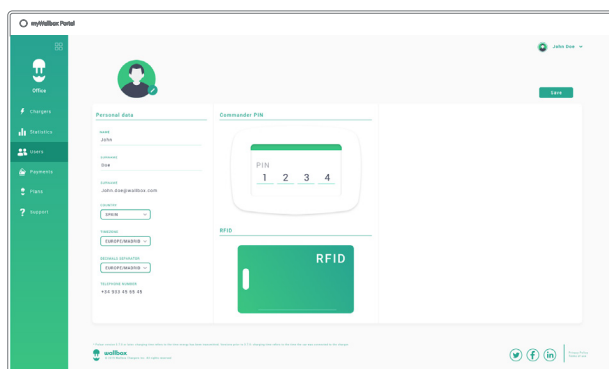 myWallbox Portal
John Doe
Office
Save
Chargers
Statistics
Users
Payments
Plans
Support
Personal data
NAME
John
SURNAME
Doe
SURNAME
John.doe@wallbox.com
COUNTRY
SPAIN
TIMEZONE
EUROPE/MADRID
DECIMALS SEPARATOR
EUROPE/MADRID
TELEPHONE NUMBER
+34 933 45 56 45
Commander PIN
PIN
1 2 3 4
RFID
RFID
wallbox